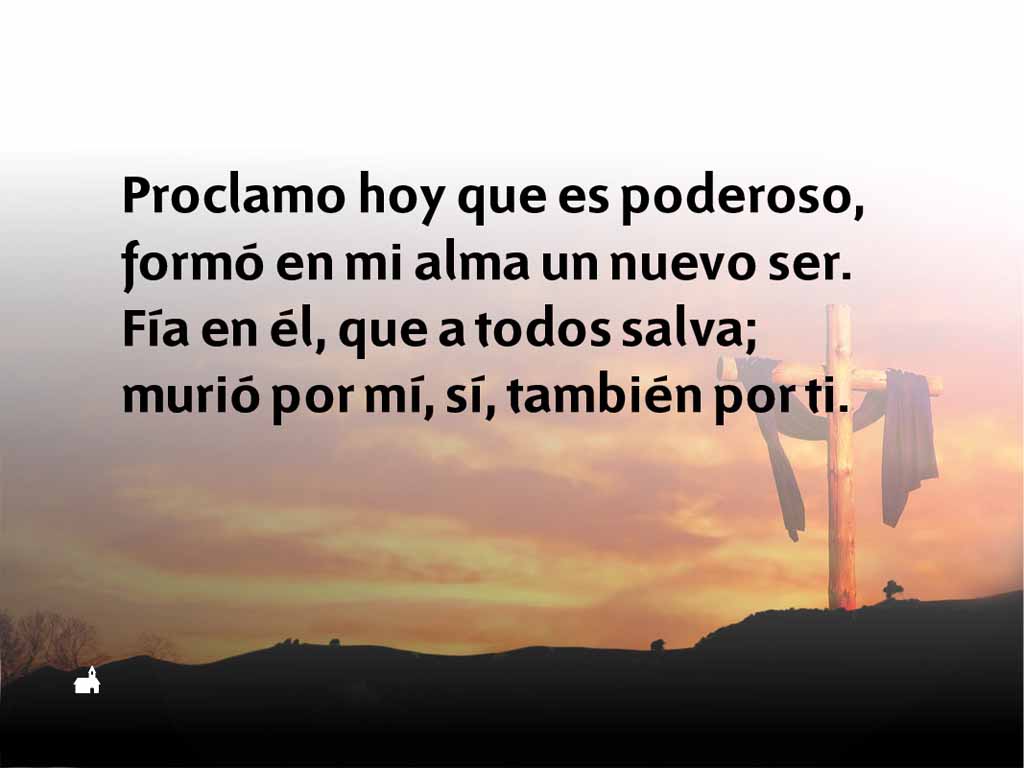 Proclamo hoy que es poderoso,
formó en mi alma un nuevo ser.
Fía en él, que a todos salva;
murió por mí, sí, también por ti.